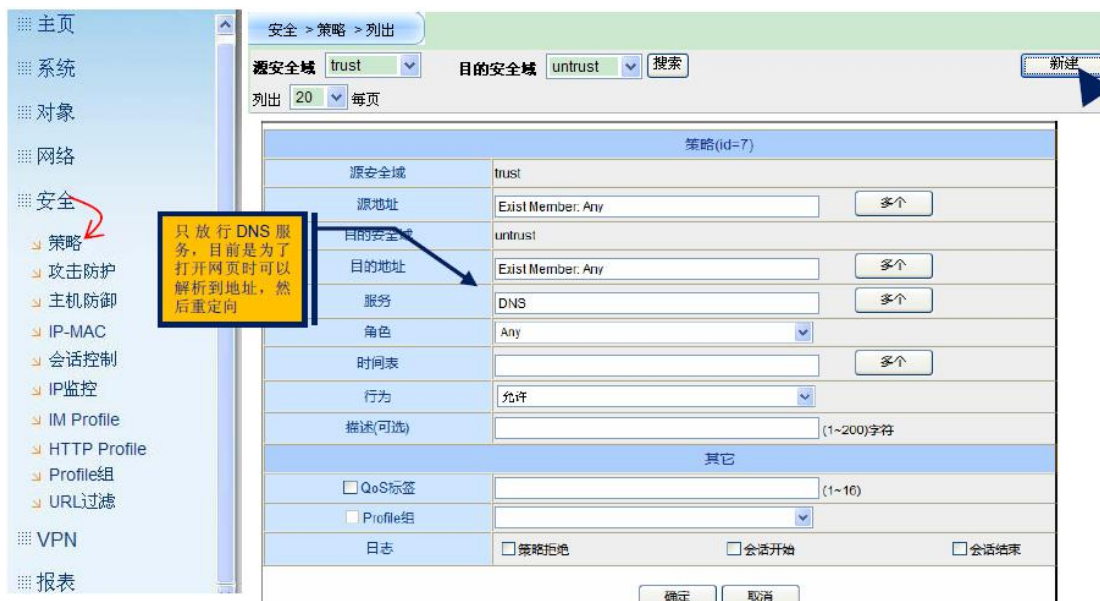 主页
系统
对象
网络
安全
策略
攻击防护
主机防御
IP-MAC
会话控制
IP监控
IM Profile
HTTP Profile
Profile组
URL过滤
VPN
报表
安全 >策略 >列出
源安全域 trust 目的安全域 untrust 搜索 新建
列出 20 每页
策略(id=7)
源安全域 trust
源地址 Exist Member: Any 多个
目的安全域 untrust
目的地址 Exist Member: Any 多个
服务 DNS 多个
角色 Any
时间表 多个
行为 允许
描述(可选) (1~200)字符
其它
QoS标签 (1~16)
Profile组
日志 策略拒绝 会话开始 会话结束
确定 取消
只放行DNS服
务，目前是为了
打开网页时可以
解析到地址，然
后重定向